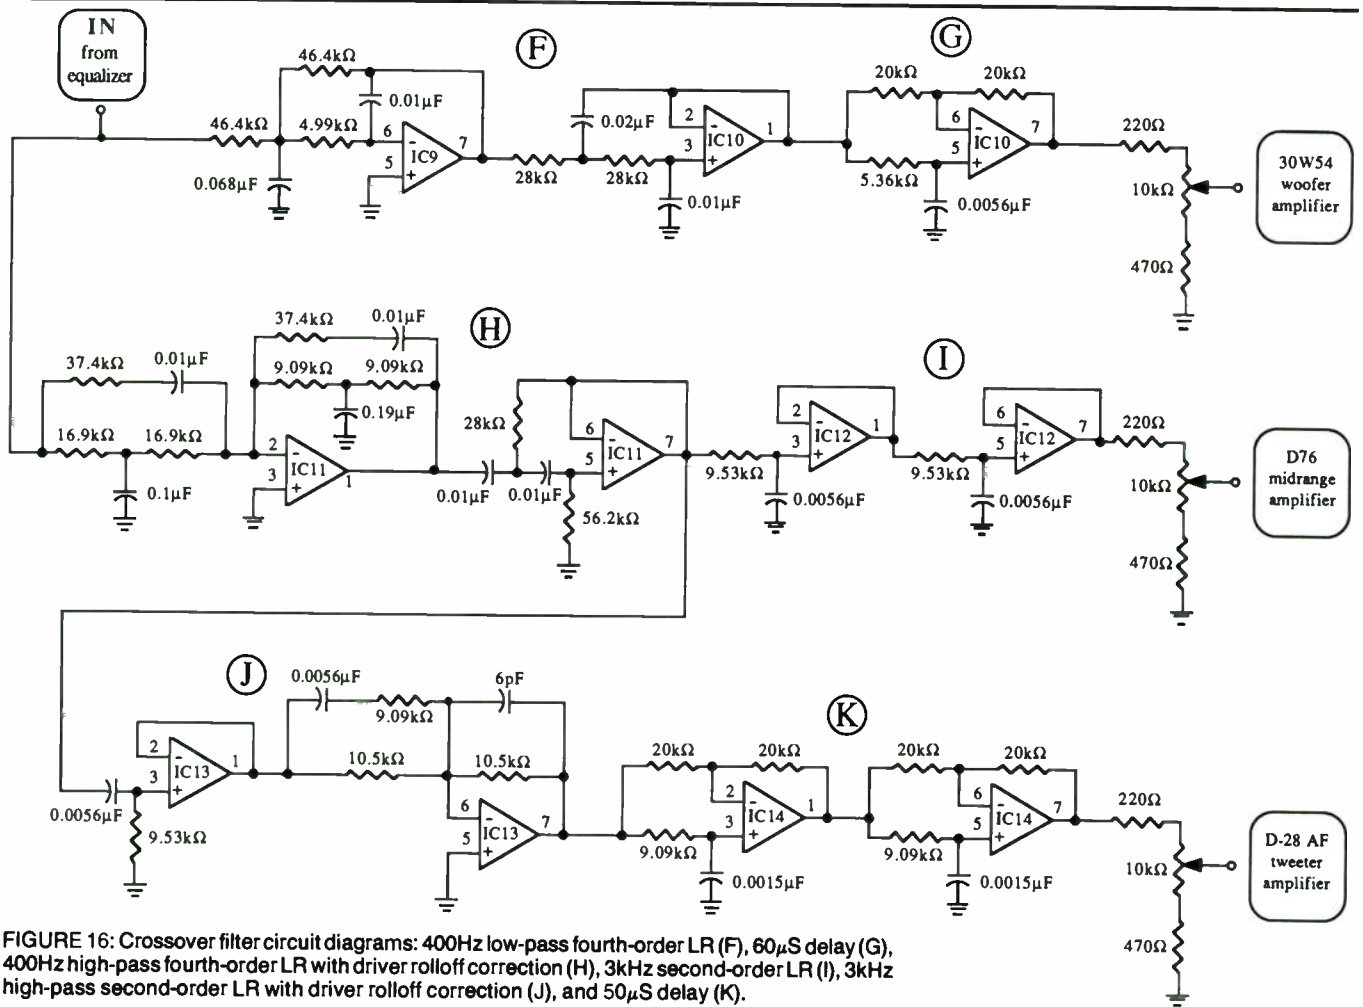 IN
from
equalizer
F
G
46.4kΩ
0.01µF
46.4kΩ
4.99kΩ
6
-
5
+
IC9
7
0.068µF
28kΩ
0.02µF
28kΩ
2
-
3
+
IC10
1
0.01µF
20kΩ
20kΩ
6
-
5
+
IC10
7
5.36kΩ
0.0056µF
220Ω
10kΩ
470Ω
30W54
woofer
amplifier
H
I
37.4kΩ
0.01µF
16.9kΩ
16.9kΩ
0.1µF
37.4kΩ
0.01µF
9.09kΩ
9.09kΩ
0.19µF
2
-
3
+
IC11
1
0.01µF
0.01µF
28kΩ
56.2kΩ
6
-
5
+
IC11
7
9.53kΩ
0.0056µF
2
-
3
+
IC12
1
9.53kΩ
0.0056µF
6
-
5
+
IC12
7
220Ω
10kΩ
470Ω
D76
midrange
amplifier
J
K
0.0056µF
9.53kΩ
2
-
3
+
IC13
1
0.0056µF
9.09kΩ
6pF
10.5kΩ
10.5kΩ
6
-
5
+
IC13
7
20kΩ
20kΩ
9.09kΩ
0.0015µF
2
-
3
+
IC14
1
20kΩ
20kΩ
9.09kΩ
0.0015µF
6
-
5
+
IC14
7
220Ω
10kΩ
470Ω
D-28 AF
tweeter
amplifier
FIGURE 16: Crossover filter circuit diagrams: 400Hz low-pass fourth-order LR (F), 60µS delay (G),
400Hz high-pass fourth-order LR with driver rolloff correction (H), 3kHz second-order LR (I), 3kHz
high-pass second-order LR with driver rolloff correction (J), and 50µS delay (K).